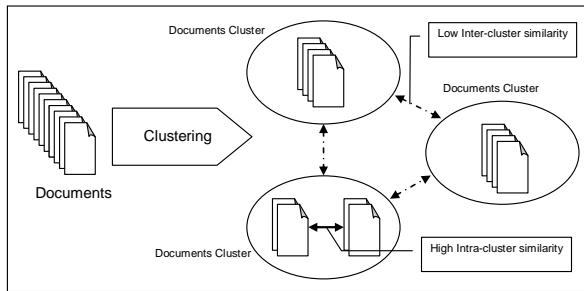 Documents Cluster
Low Inter-cluster similarity
Documents Cluster
Clustering
Documents
Documents Cluster
High Intra-cluster similarity